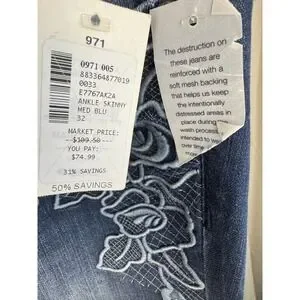 971
0971 005
883364877019
0033
E7767AK2A
ANKLE SKINNY
MED BLU
32
MARKET PRICE:
$109.50
YOU PAY:
$74.99
31% SAVINGS
50% SAVINGS
The destruction on
these jeans are
reinforced with a
soft mesh backing
that helps us keep
the intentionally
distressed areas in
place during
wash process
intended to
over
time